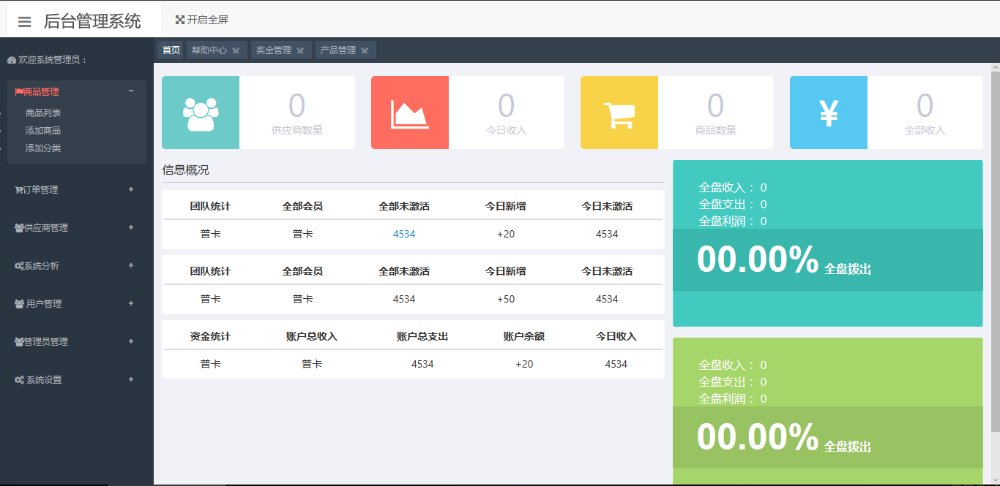 后台管理系统
开启全屏
欢迎系统管理员：
商品管理
商品列表
添加商品
添加分类
订单管理
供应商管理
系统分析
用户管理
管理员管理
系统设置
首页 帮助中心 奖金管理 产品管理
0
供应商数量
0
今日收入
0
商品数量
¥
0
全部收入
信息概况
团队统计 全部会员 全部未激活 今日新增 今日未激活
普卡 普卡 4534 +20 4534
团队统计 全部会员 全部未激活 今日新增 今日未激活
普卡 普卡 4534 +50 4534
资金统计 账户总收入 账户总支出 账户余额 今日收入
普卡 普卡 4534 +20 4534
全盘收入： 0
全盘支出： 0
全盘利润： 0
00.00% 全盘拨出
全盘收入： 0
全盘支出： 0
全盘利润： 0
00.00% 全盘拨出